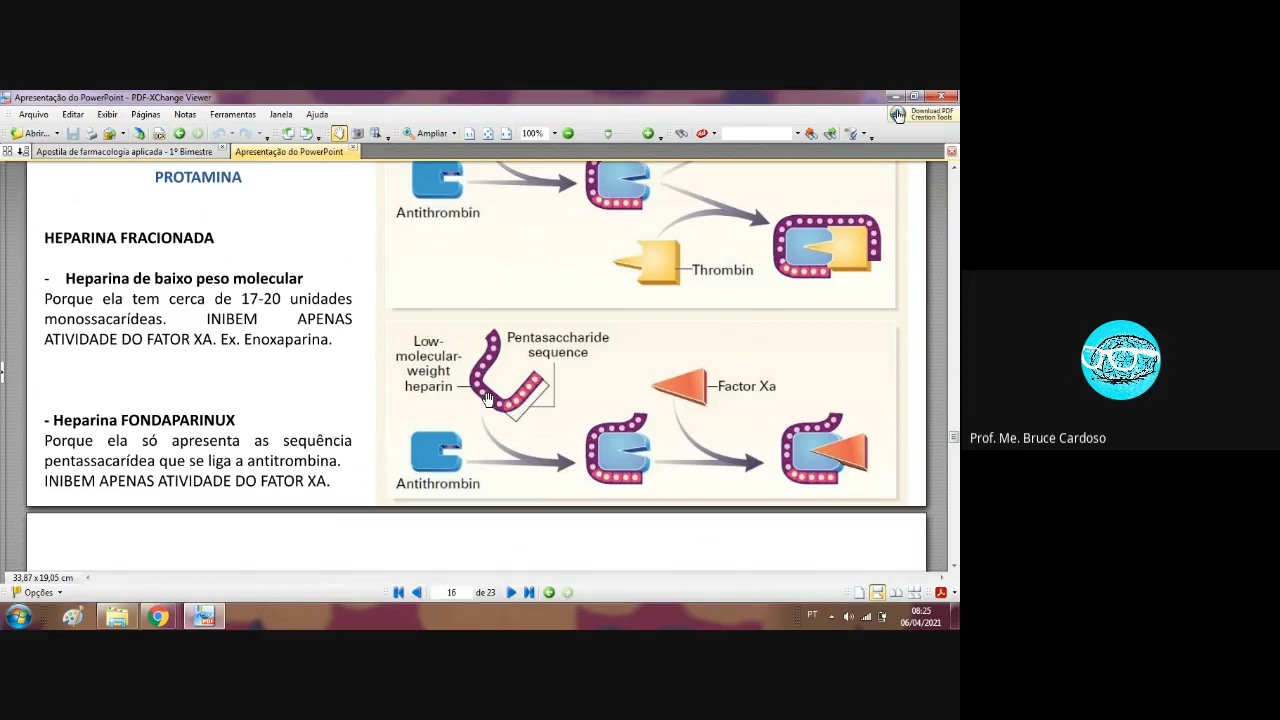 Apresentação do PowerPoint - PDF-XChange Viewer
Arquivo Editar Exibir Páginas Notas Ferramentas Janela Ajuda
Download PDF
Creation Tools
Abrir... Ampliar 100%
Apostila de farmacologia aplicada - 1º Bimestre Apresentação do PowerPoint
PROTAMINA
HEPARINA FRACIONADA
- Heparina de baixo peso molecular
Porque ela tem cerca de 17-20 unidades
monossacarídeas. INIBEM APENAS
ATIVIDADE DO FATOR XA. Ex. Enoxaparina.
- Heparina FONDAPARINUX
Porque ela só apresenta as sequência
pentassacarídea que se liga a antitrombina.
INIBEM APENAS ATIVIDADE DO FATOR XA.
Antithrombin
Thrombin
Low-
molecular-
weight
heparin
Pentasaccharide
sequence
Factor Xa
Antithrombin
33,87 x 19,05 cm
Opções 16 de 23
PT 08:25
06/04/2021
Prof. Me. Bruce Cardoso